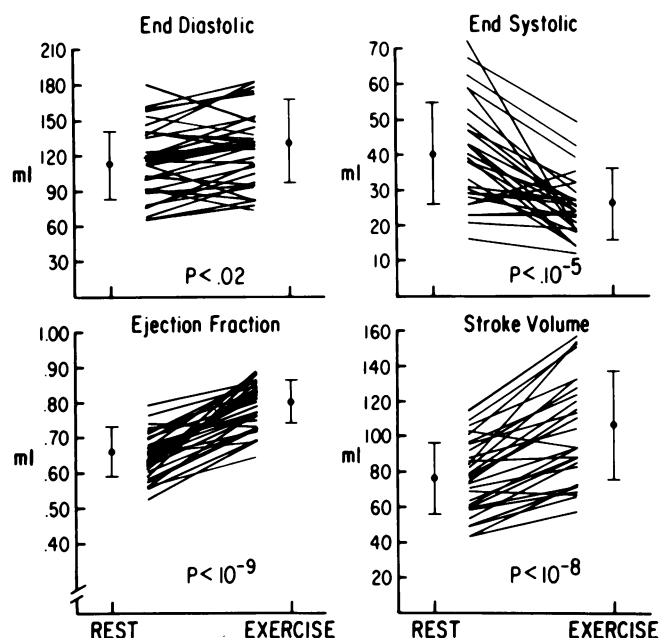 End Diastolic
210
180
150
120
ml
90
60
30
P < .02
End Systolic
70
60
50
40
ml
30
20
10
P < .10-5
Ejection Fraction
1.00
.90
.80
.70
ml
.60
.50
.40
P < 10-9
REST
EXERCISE
Stroke Volume
160
140
120
100
ml
80
60
40
20
P < 10-8
REST
EXERCISE